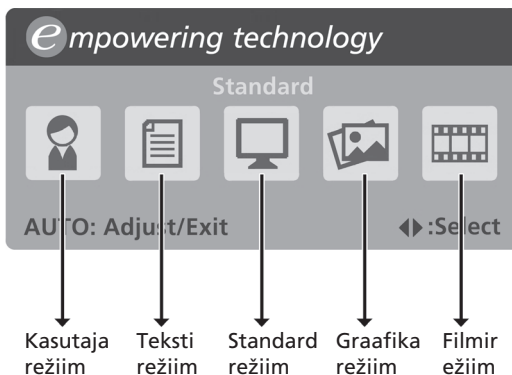 empowering technology
Standard
AUTO: Adjust/Exit :Select
Kasutaja režiim
Teksti režiim
Standard režiim
Graafika režiim
Filmir ežiim